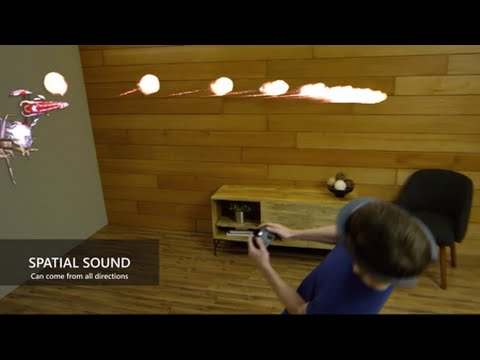 SPATIAL SOUND
Can come from all directions